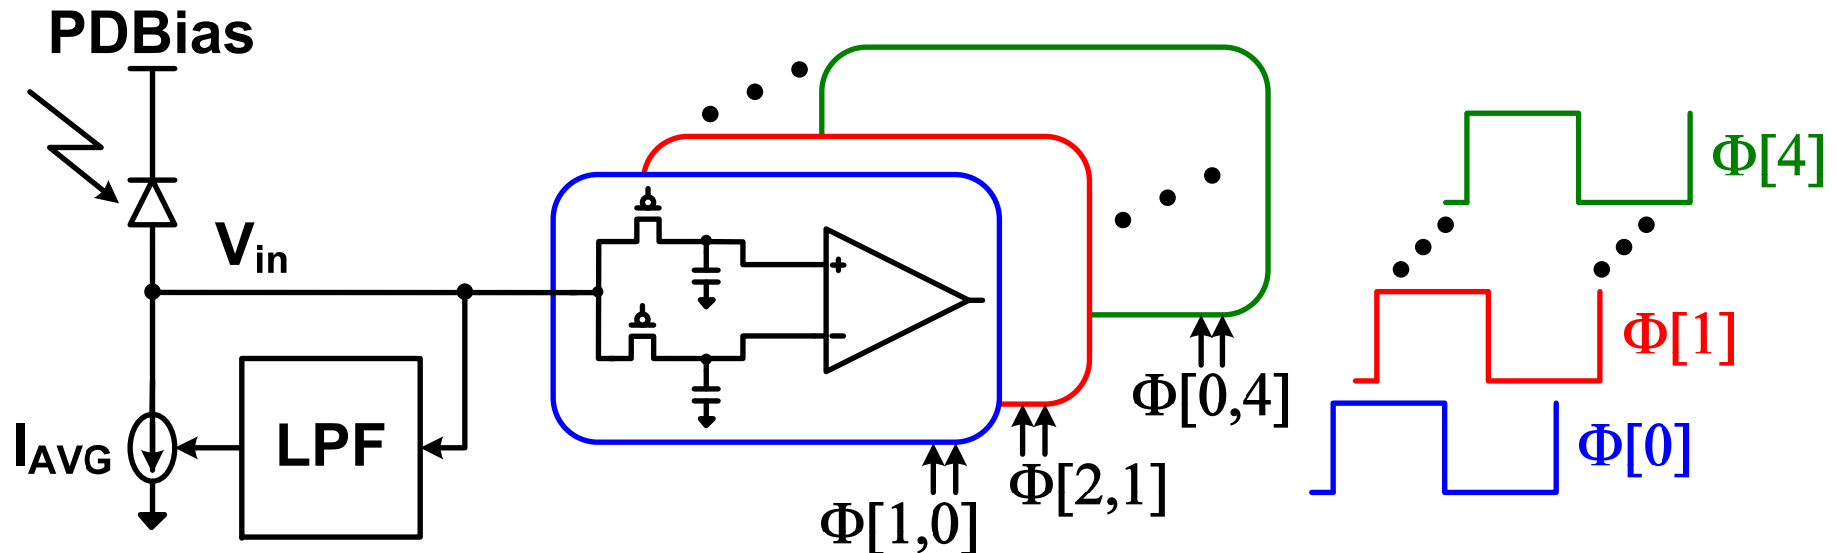 PDBias
V_in
I_AVG
LPF
+
−
Φ[1,0]
Φ[2,1]
Φ[0,4]
Φ[4]
Φ[1]
Φ[0]